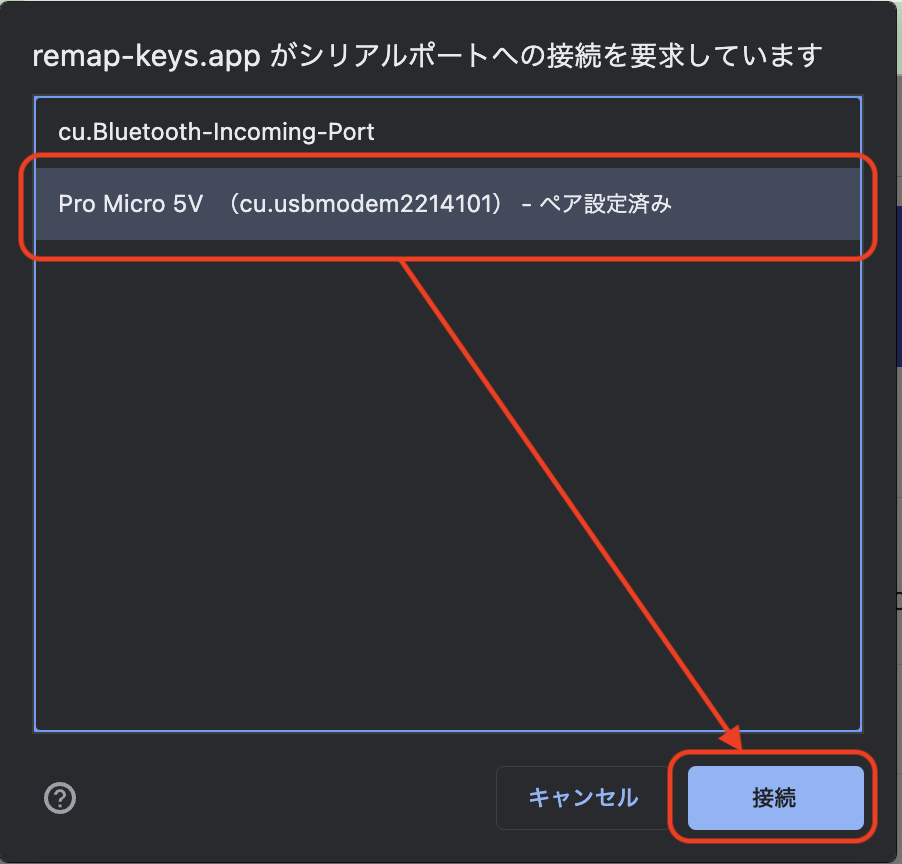 remap-keys.app がシリアルポートへの接続を要求しています
cu.Bluetooth-Incoming-Port
Pro Micro 5V （cu.usbmodem2214101） - ペア設定済み
?
キャンセル
接続